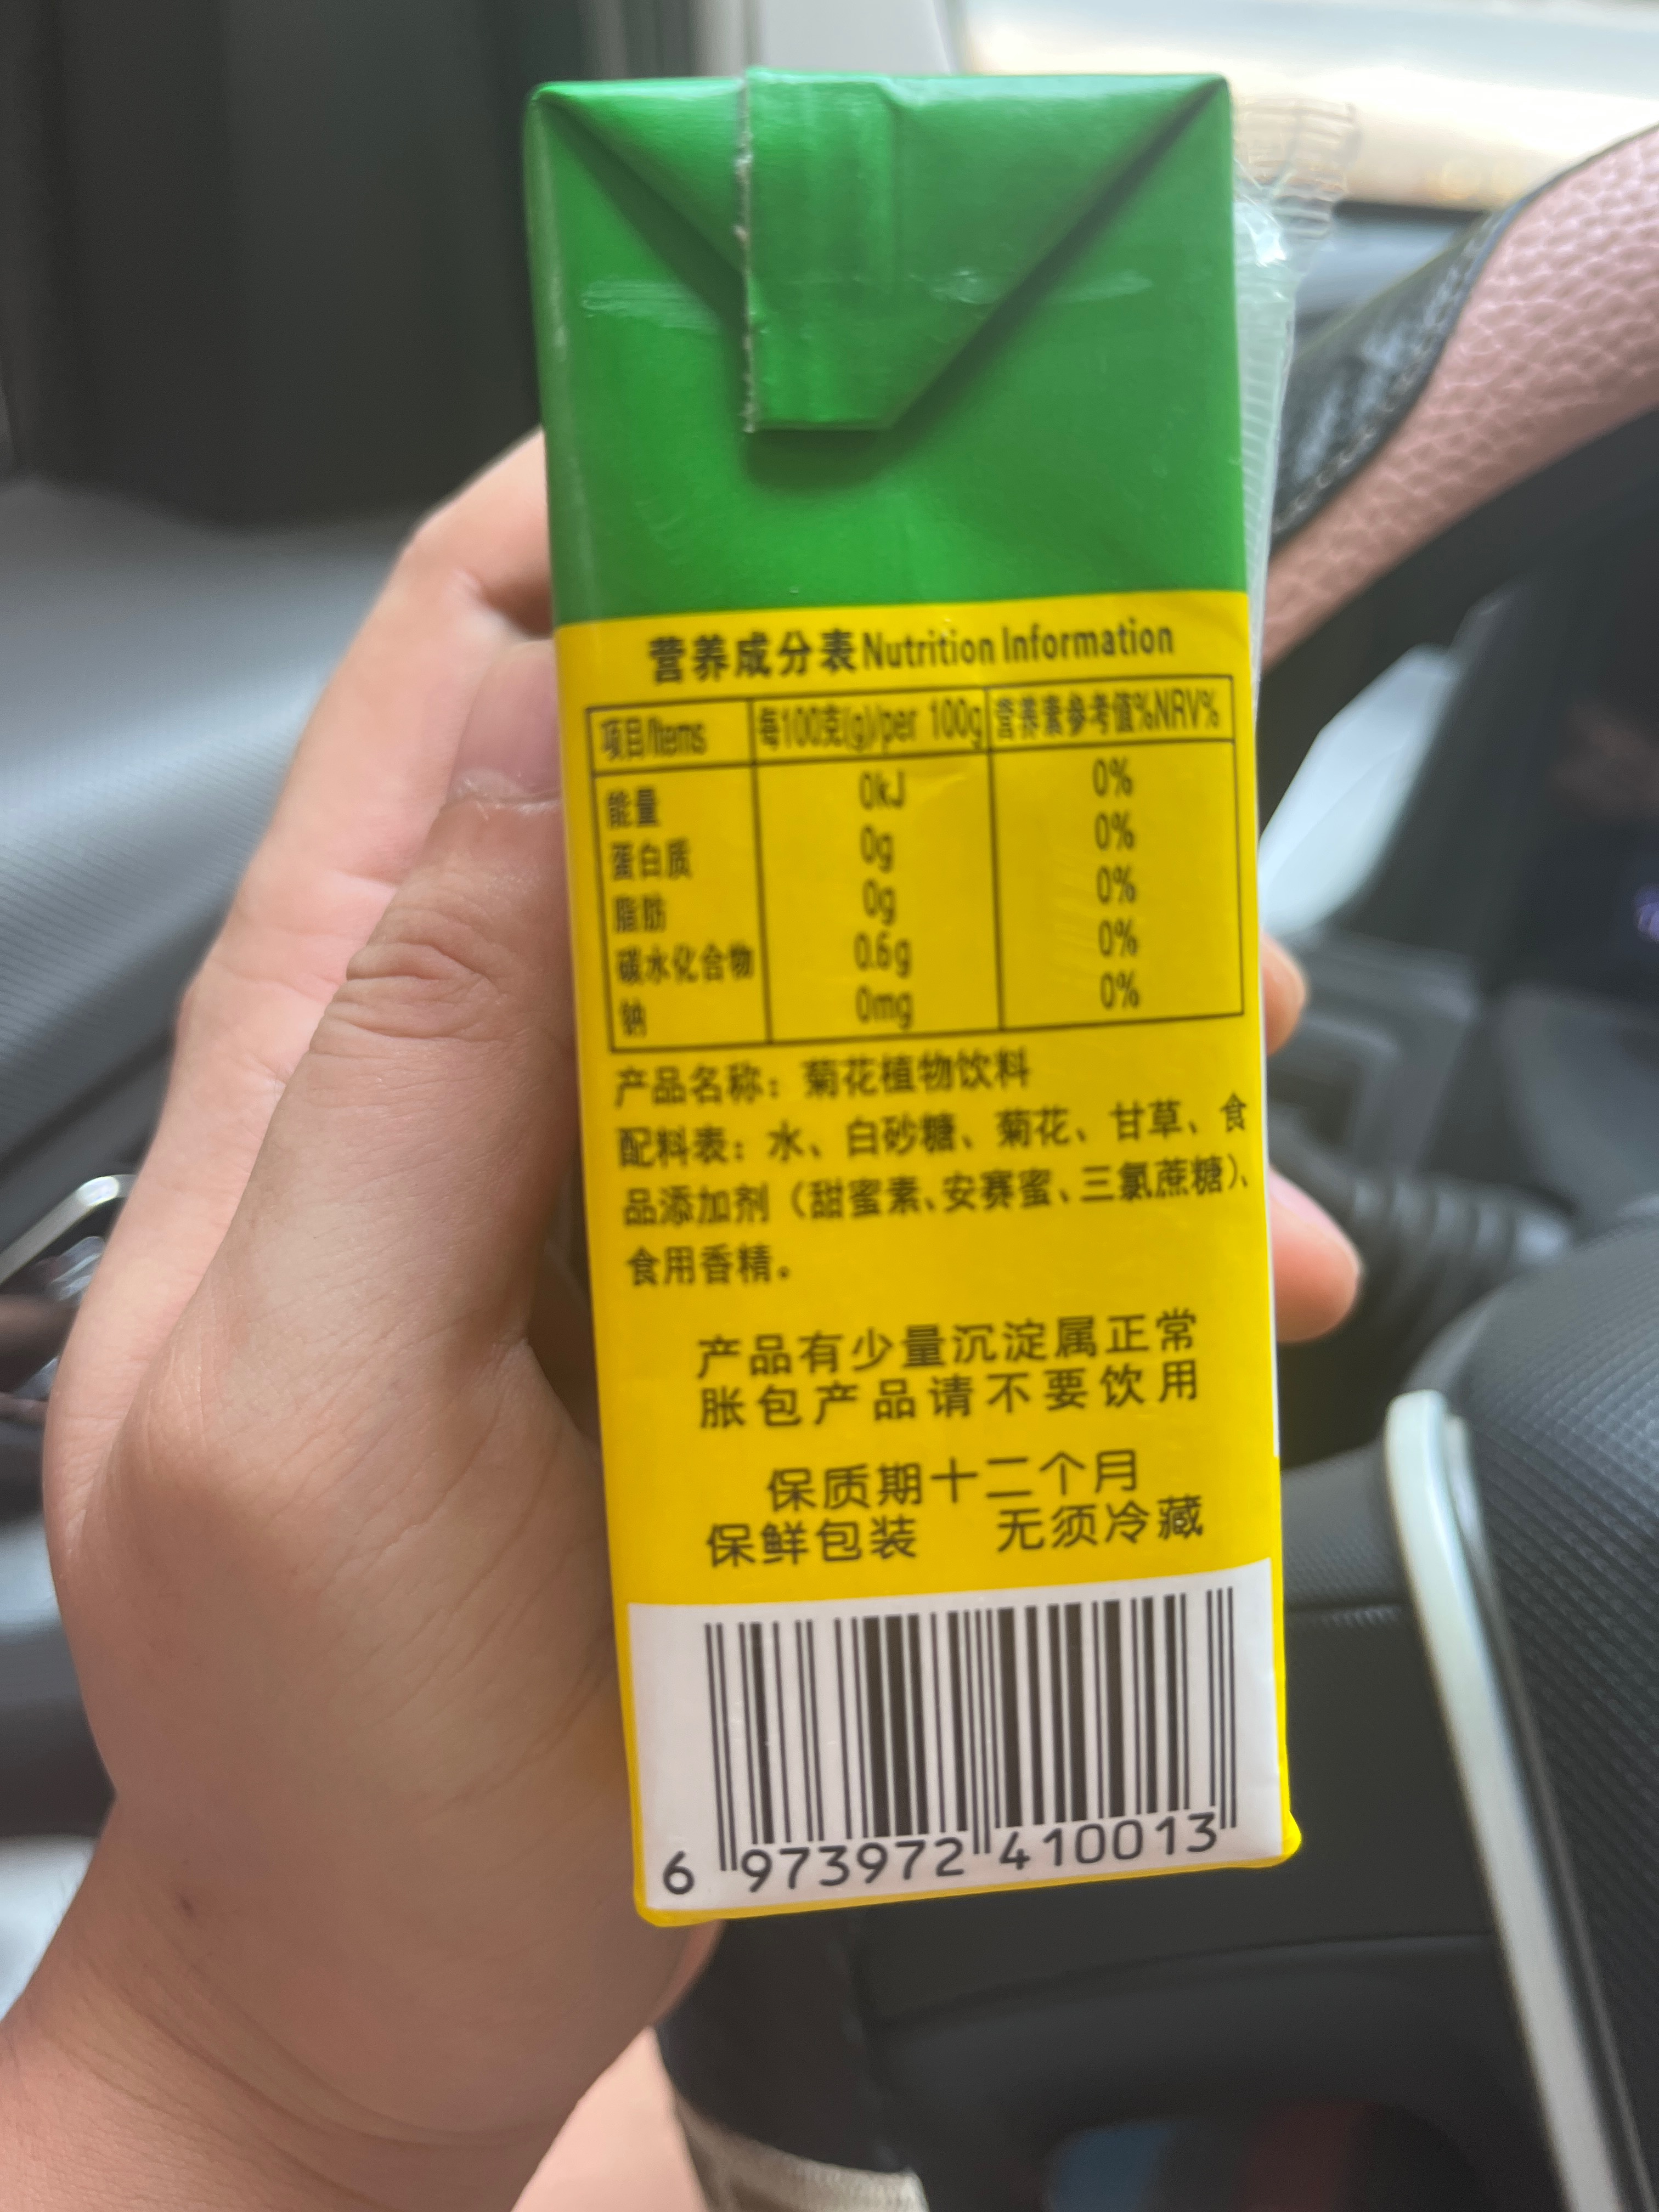 营养成分表Nutrition Information
项目/Items 每100克(g)/per 100g 营养素参考值%NRV%
能量 0kJ 0%
蛋白质 0g 0%
脂肪 0g 0%
碳水化合物 0.6g 0%
钠 0mg 0%
产品名称：菊花植物饮料
配料表：水、白砂糖、菊花、甘草、食
品添加剂（甜蜜素、安赛蜜、三氯蔗糖）、
食用香精。
产品有少量沉淀属正常
胀包产品请不要饮用
保质期十二个月
保鲜包装 无须冷藏
6 973972 410013